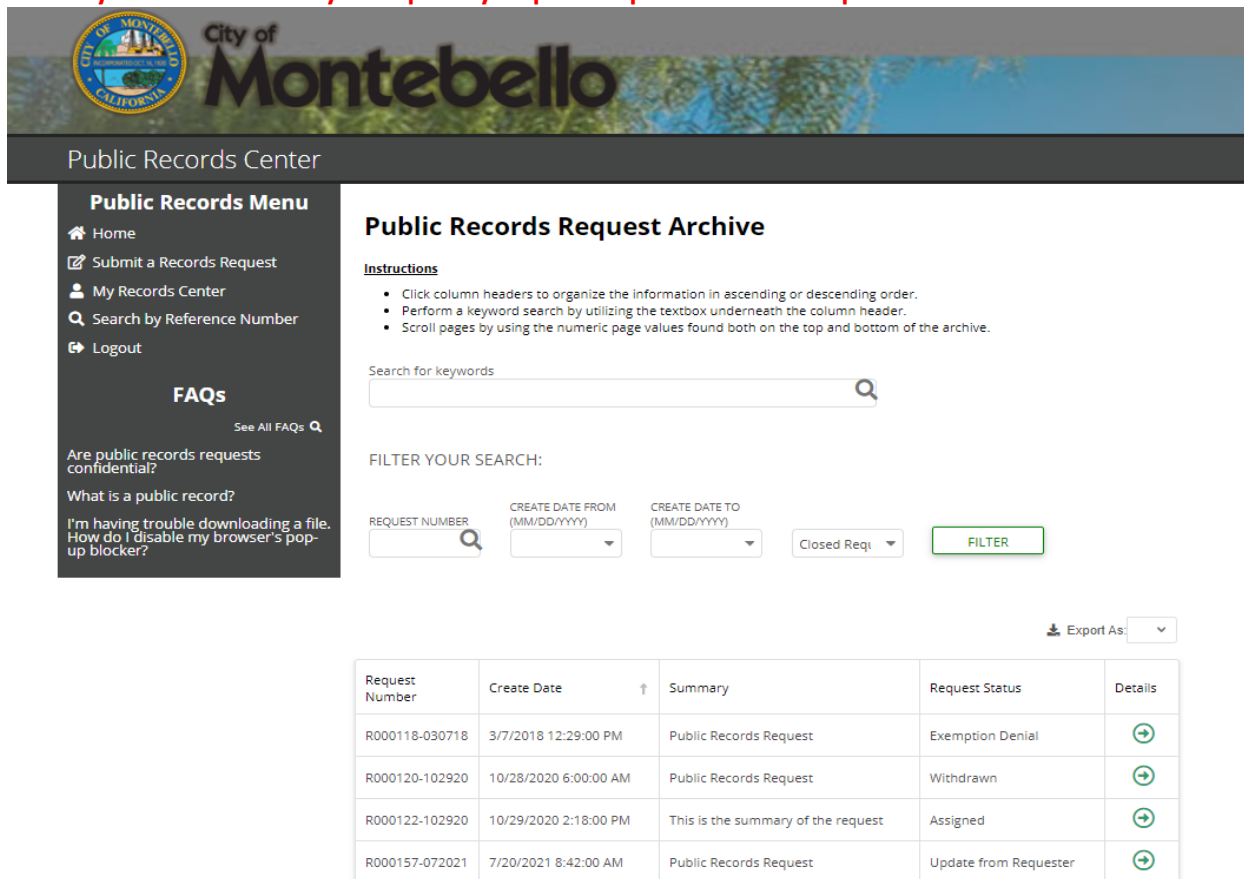 City of
Montebello
CITY OF MONTEBELLO
INCORPORATED OCT. 16, 1920
CALIFORNIA
Public Records Center
Public Records Menu
Home
Submit a Records Request
My Records Center
Search by Reference Number
Logout
FAQs
See All FAQs
Are public records requests
confidential?
What is a public record?
I'm having trouble downloading a file.
How do I disable my browser's pop-
up blocker?
Public Records Request Archive
Instructions
Click column headers to organize the information in ascending or descending order.
Perform a keyword search by utilizing the textbox underneath the column header.
Scroll pages by using the numeric page values found both on the top and bottom of the archive.
Search for keywords
FILTER YOUR SEARCH:
REQUEST NUMBER
CREATE DATE FROM
(MM/DD/YYYY)
CREATE DATE TO
(MM/DD/YYYY)
Closed Requ
FILTER
Export As:
Request
Number
Create Date
Summary
Request Status
Details
R000118-030718 3/7/2018 12:29:00 PM Public Records Request Exemption Denial
R000120-102920 10/28/2020 6:00:00 AM Public Records Request Withdrawn
R000122-102920 10/29/2020 2:18:00 PM This is the summary of the request Assigned
R000157-072021 7/20/2021 8:42:00 AM Public Records Request Update from Requester